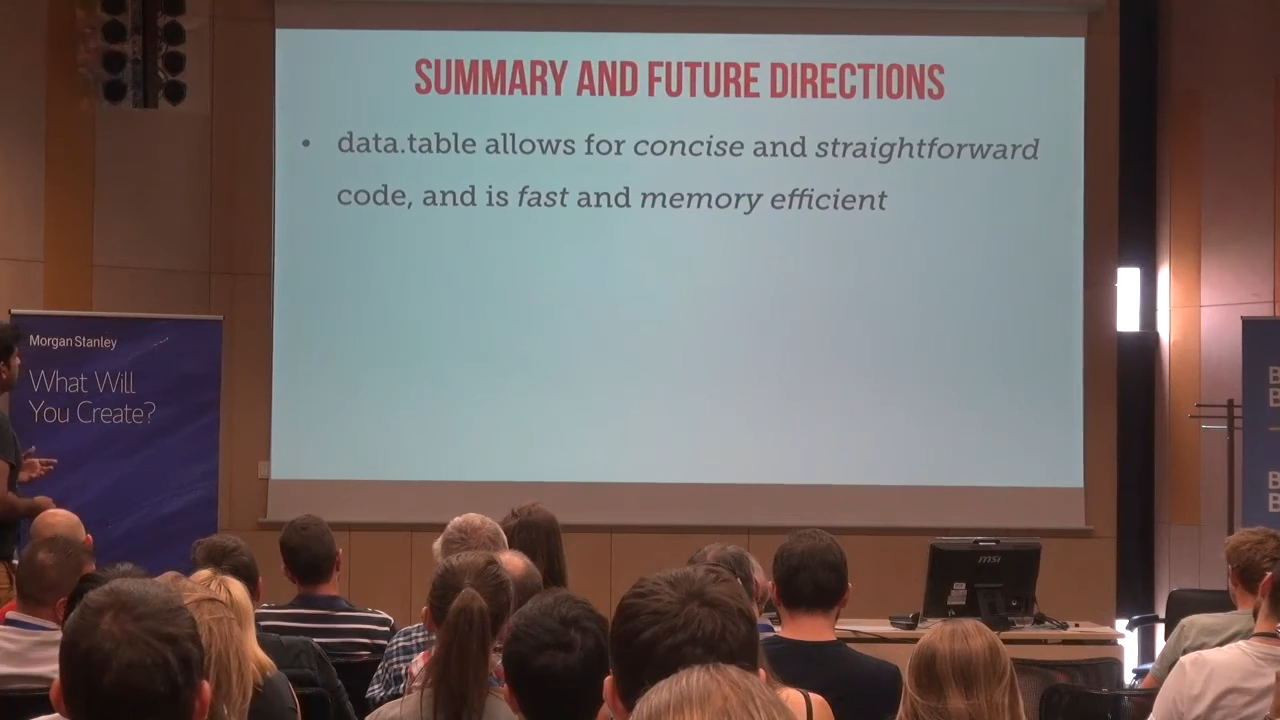 SUMMARY AND FUTURE DIRECTIONS
• data.table allows for concise and straightforward
code, and is fast and memory efficient
Morgan Stanley
What Will
You Create?
msi